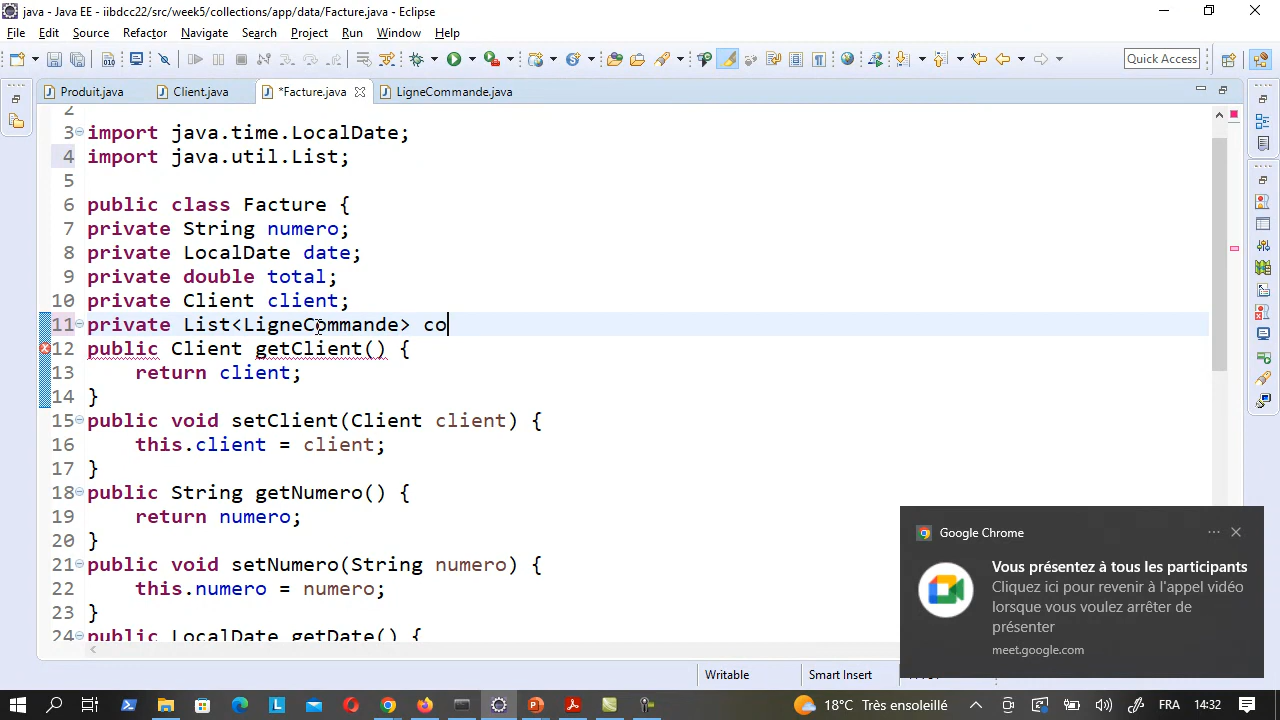 java - Java EE - iibdcc22/src/week5/collections/app/data/Facture.java - Eclipse
File Edit Source Refactor Navigate Search Project Run Window Help
Quick Access
Produit.java Client.java *Facture.java LigneCommande.java
2
3 import java.time.LocalDate;
4 import java.util.List;
5
6 public class Facture {
7 private String numero;
8 private LocalDate date;
9 private double total;
10 private Client client;
11 private List<LigneCommande> co
12 public Client getClient() {
13 return client;
14 }
15 public void setClient(Client client) {
16 this.client = client;
17 }
18 public String getNumero() {
19 return numero;
20 }
21 public void setNumero(String numero) {
22 this.numero = numero;
23 }
24 public LocalDate getDate() {
Google Chrome
Vous présentez à tous les participants
Cliquez ici pour revenir à l'appel vidéo
lorsque vous voulez arrêter de
présenter
meet.google.com
Writable Smart Insert
18°C Très ensoleillé FRA 14:32